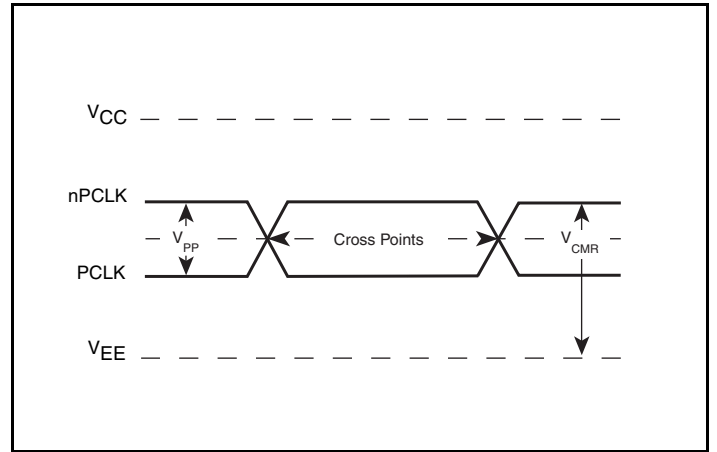 VCC
nPCLK
VPP
Cross Points
VCMR
PCLK
VEE